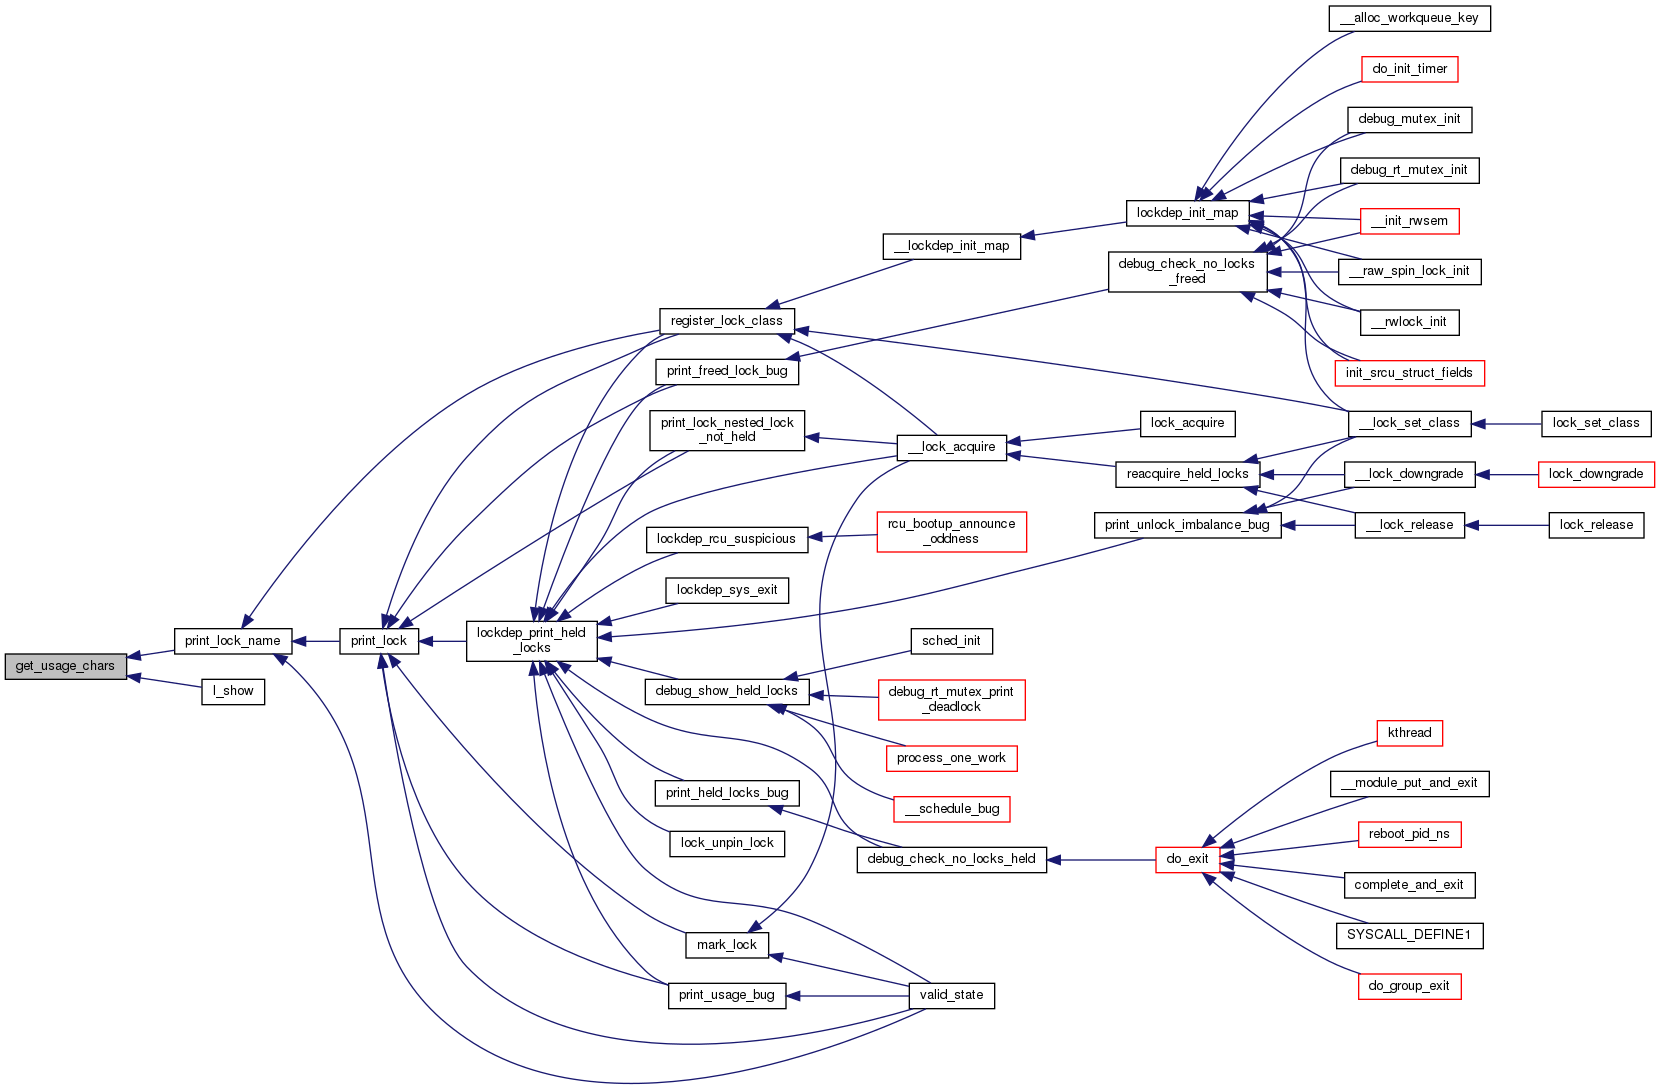 __alloc_workqueue_key
do_init_timer
debug_mutex_init
debug_rt_mutex_init
lockdep_init_map
__init_rwsem
__lockdep_init_map
debug_check_no_locks
_freed
__raw_spin_lock_init
register_lock_class
__rwlock_init
print_freed_lock_bug
init_srcu_struct_fields
print_lock_nested_lock
_not_held
__lock_acquire
lock_acquire
__lock_set_class
lock_set_class
reacquire_held_locks
__lock_downgrade
lock_downgrade
lockdep_rcu_suspicious
rcu_bootup_announce
_oddness
print_unlock_imbalance_bug
__lock_release
lock_release
lockdep_sys_exit
get_usage_chars
print_lock_name
l_show
print_lock
lockdep_print_held
_locks
sched_init
debug_show_held_locks
debug_rt_mutex_print
_deadlock
process_one_work
kthread
print_held_locks_bug
__schedule_bug
__module_put_and_exit
lock_unpin_lock
reboot_pid_ns
debug_check_no_locks_held
do_exit
complete_and_exit
mark_lock
SYSCALL_DEFINE1
print_usage_bug
valid_state
do_group_exit